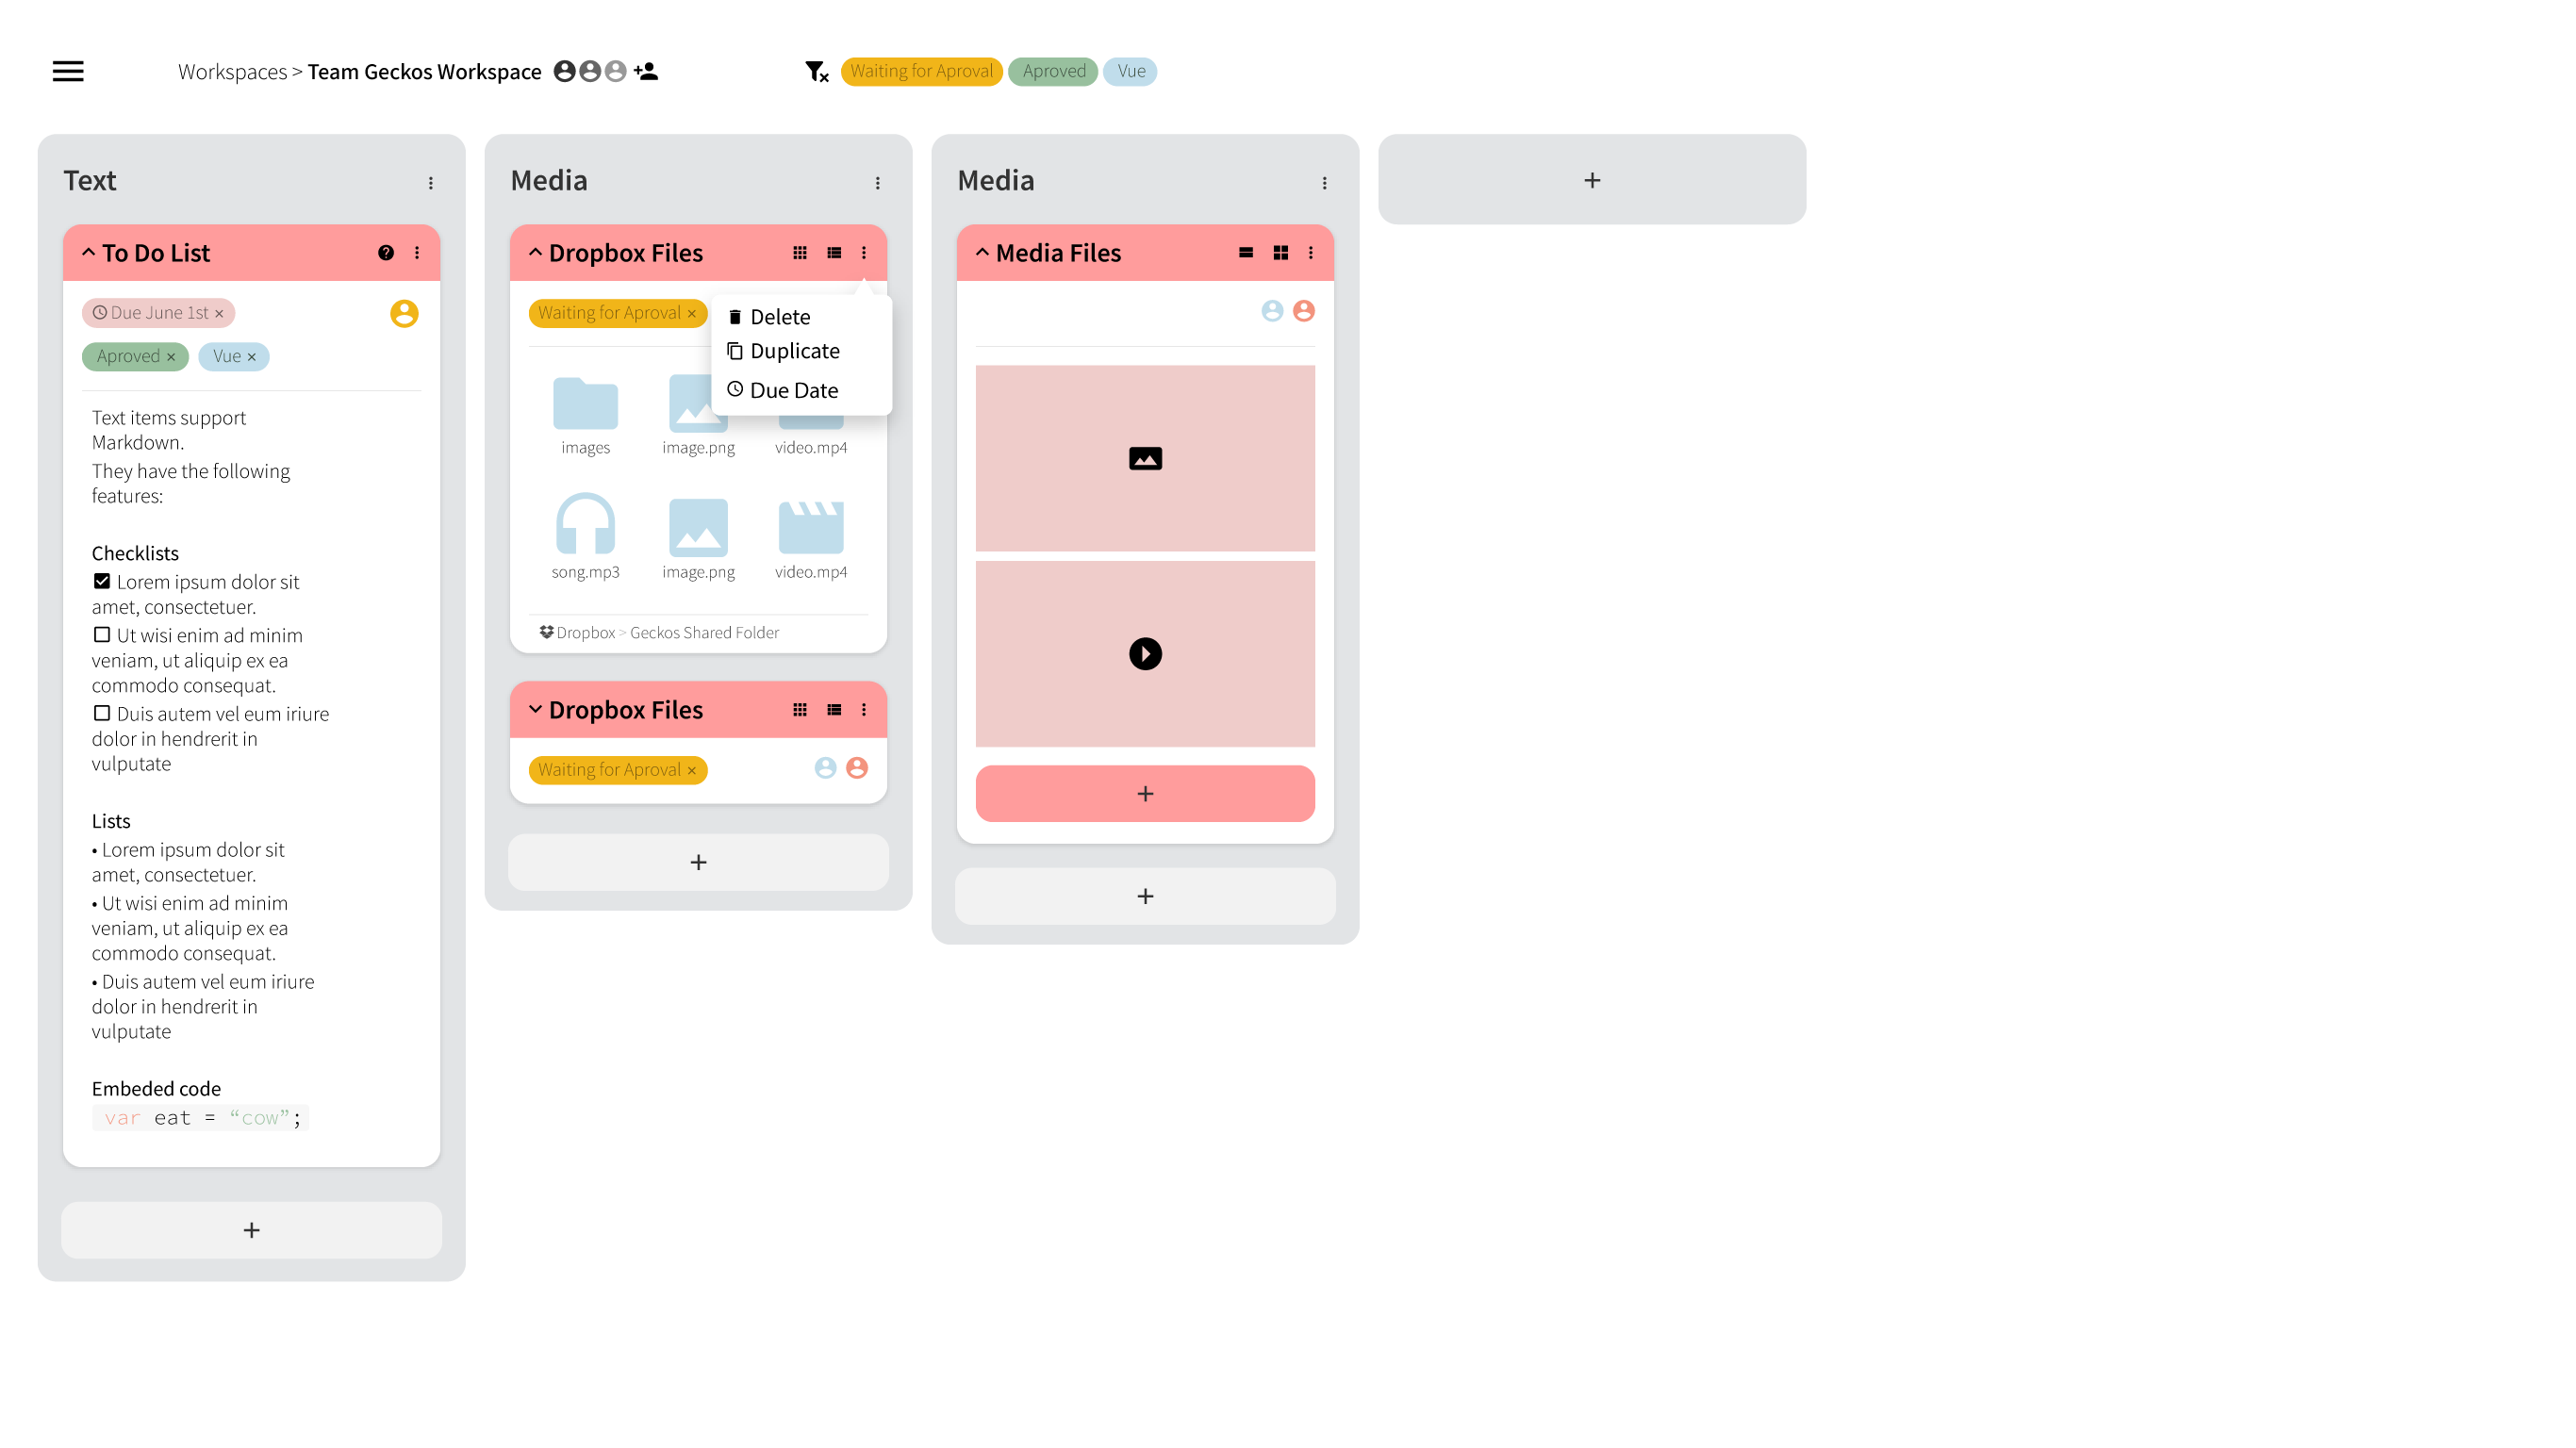 Workspaces > Team Geckos Workspace
Waiting for Aproval
Aproved
Vue
Text
To Do List
Due June 1st ×
Aproved ×
Vue ×
Text items support
Markdown.
They have the following
features:
Checklists
Lorem ipsum dolor sit
amet, consectetuer.
Ut wisi enim ad minim
veniam, ut aliquip ex ea
commodo consequat.
Duis autem vel eum iriure
dolor in hendrerit in
vulputate
Lists
• Lorem ipsum dolor sit
amet, consectetuer.
• Ut wisi enim ad minim
veniam, ut aliquip ex ea
commodo consequat.
• Duis autem vel eum iriure
dolor in hendrerit in
vulputate
Embeded code
var eat = “cow”;
+
Media
Dropbox Files
Waiting for Aproval ×
Delete
Duplicate
Due Date
images
image.png
video.mp4
song.mp3
image.png
video.mp4
Dropbox > Geckos Shared Folder
Dropbox Files
Waiting for Aproval ×
+
Media
Media Files
+
+
+